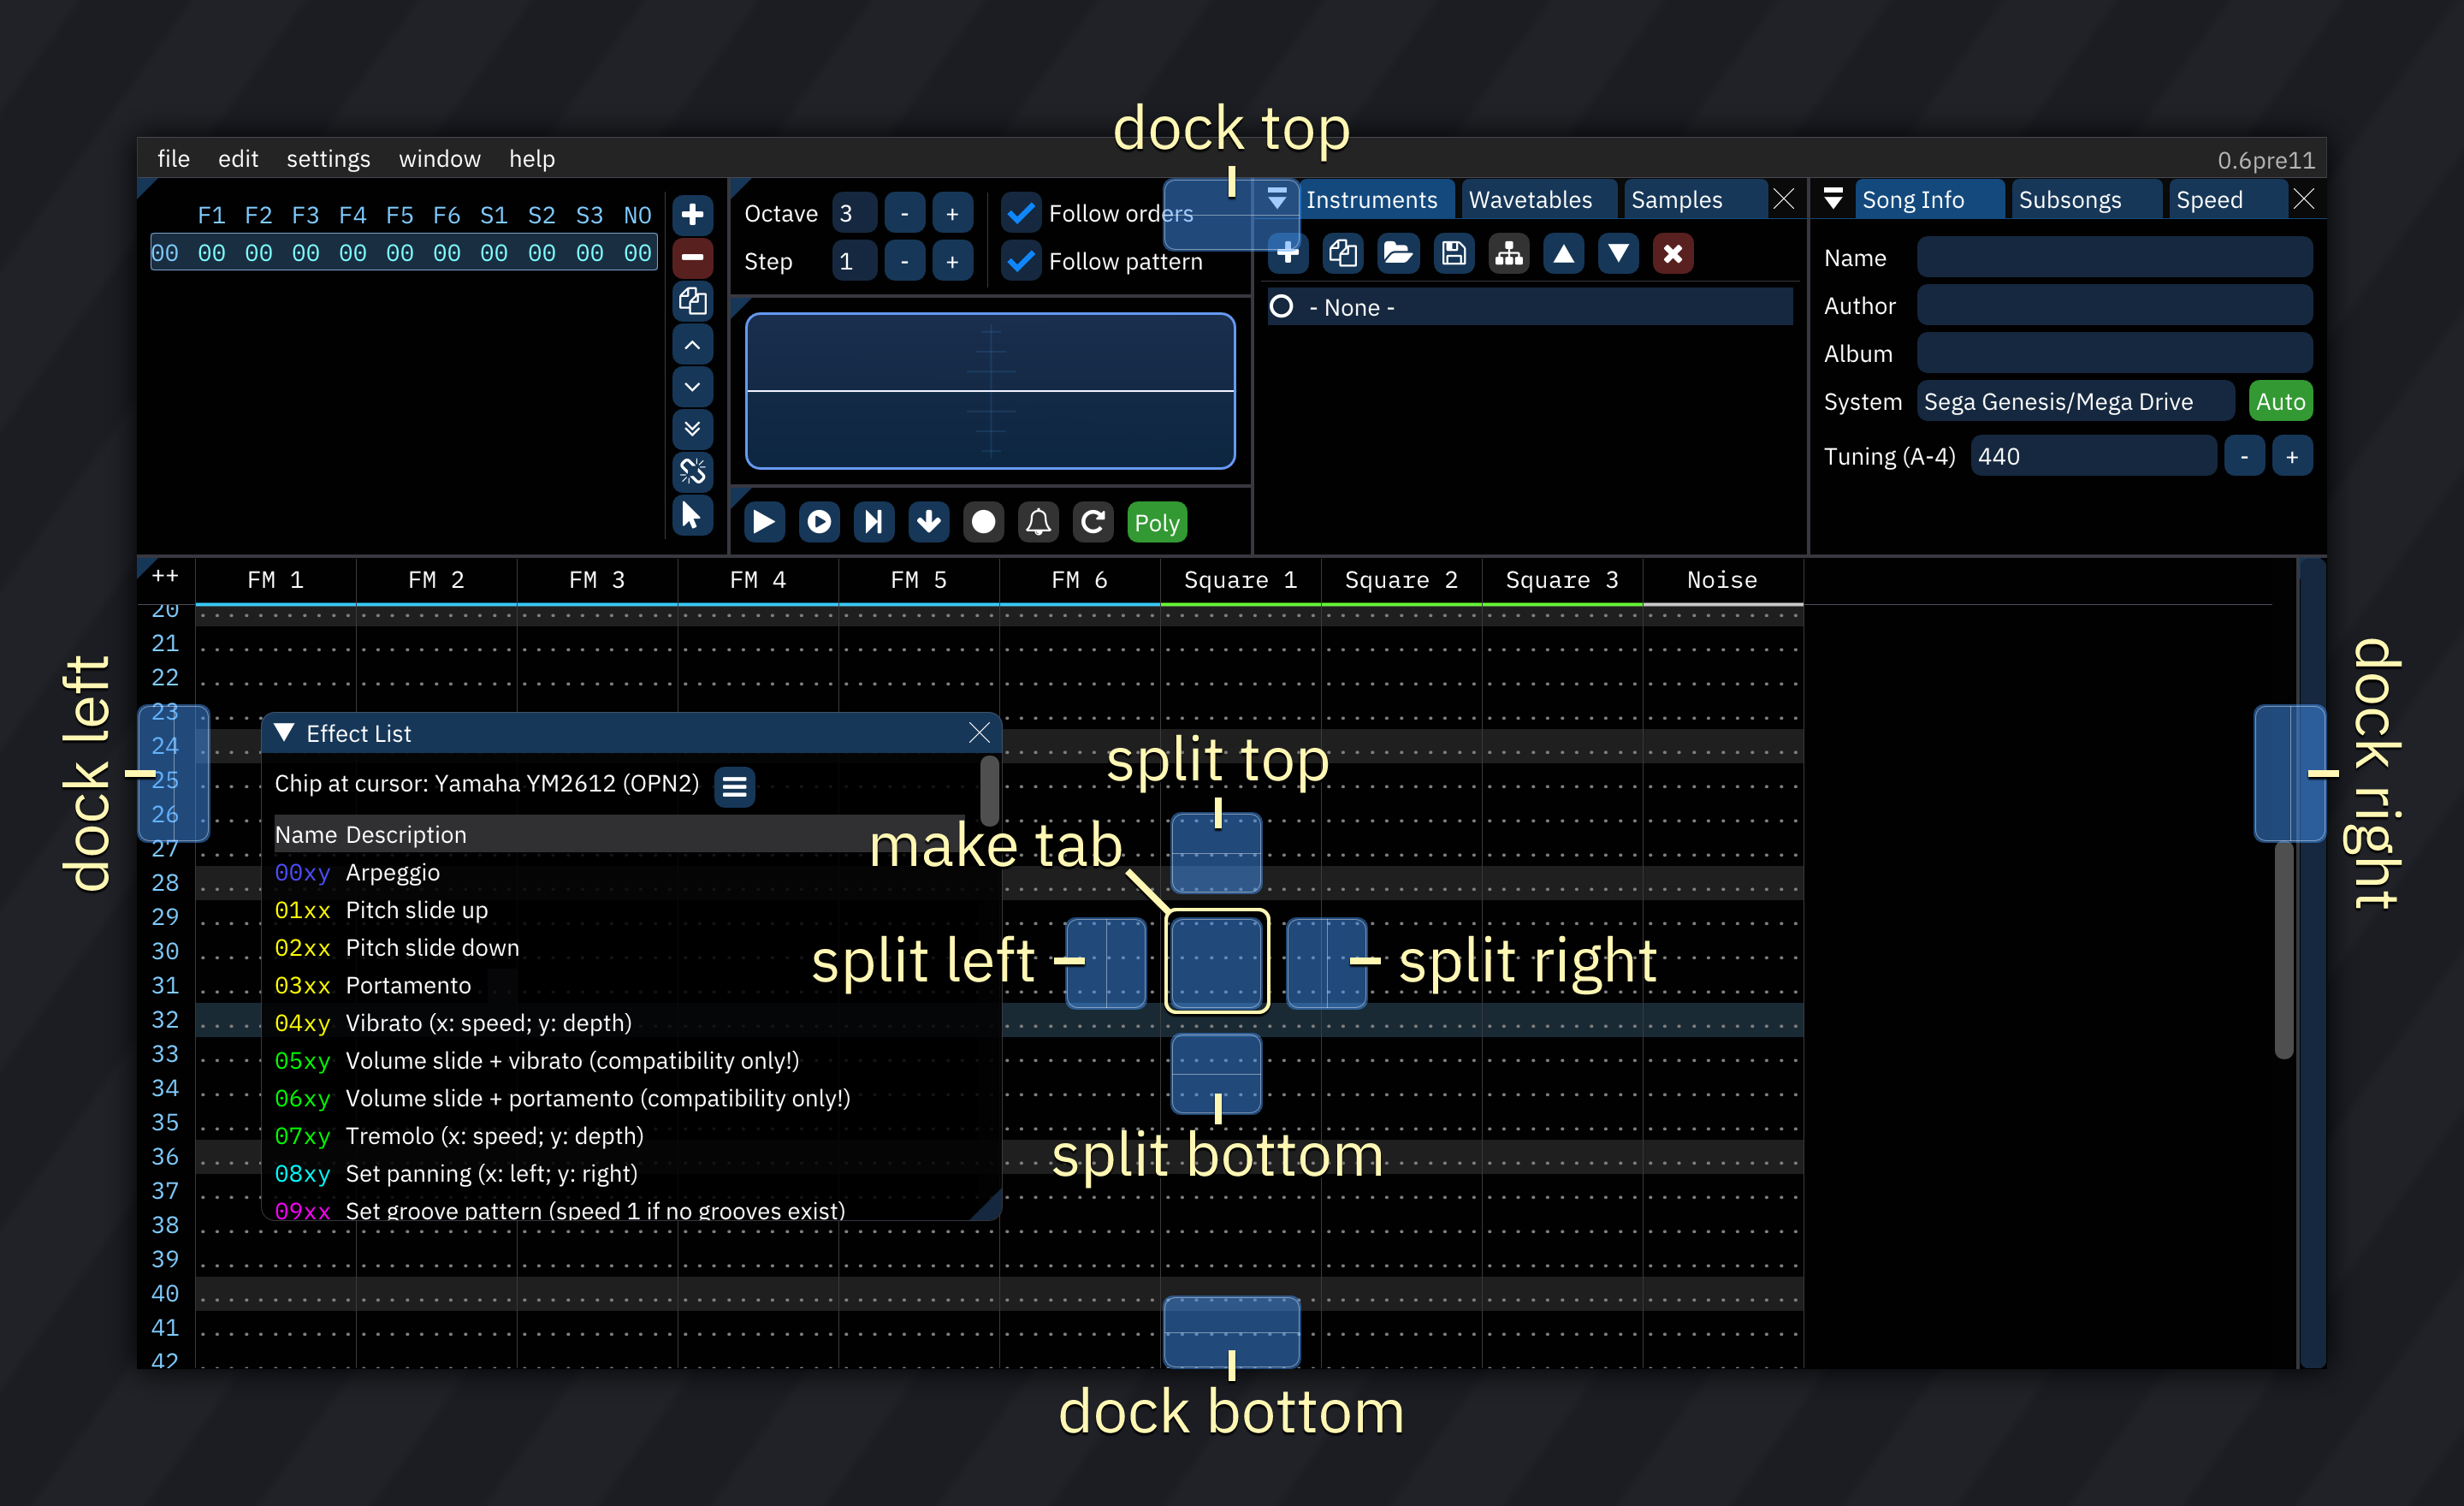 dock top
file edit settings window help 0.6pre11
F1 F2 F3 F4 F5 F6 S1 S2 S3 NO
00 00 00 00 00 00 00 00 00 00 00
Octave 3 - +
Follow orders
Step 1 - +
Follow pattern
Poly
Instruments Wavetables Samples
- None -
Song Info Subsongs Speed
Name
Author
Album
System Sega Genesis/Mega Drive Auto
Tuning (A-4) 440 - +
++ FM 1 FM 2 FM 3 FM 4 FM 5 FM 6 Square 1 Square 2 Square 3 Noise
20
21
22
23
24
25
26
27
28
29
30
31
32
33
34
35
36
37
38
39
40
41
42
dock left
Effect List
Chip at cursor: Yamaha YM2612 (OPN2)
Name Description
00xy Arpeggio
01xx Pitch slide up
02xx Pitch slide down
03xx Portamento
04xy Vibrato (x: speed; y: depth)
05xy Volume slide + vibrato (compatibility only!)
06xy Volume slide + portamento (compatibility only!)
07xy Tremolo (x: speed; y: depth)
08xy Set panning (x: left; y: right)
09xx Set groove pattern (speed 1 if no grooves exist)
split top
make tab
split left
split right
split bottom
dock right
dock bottom